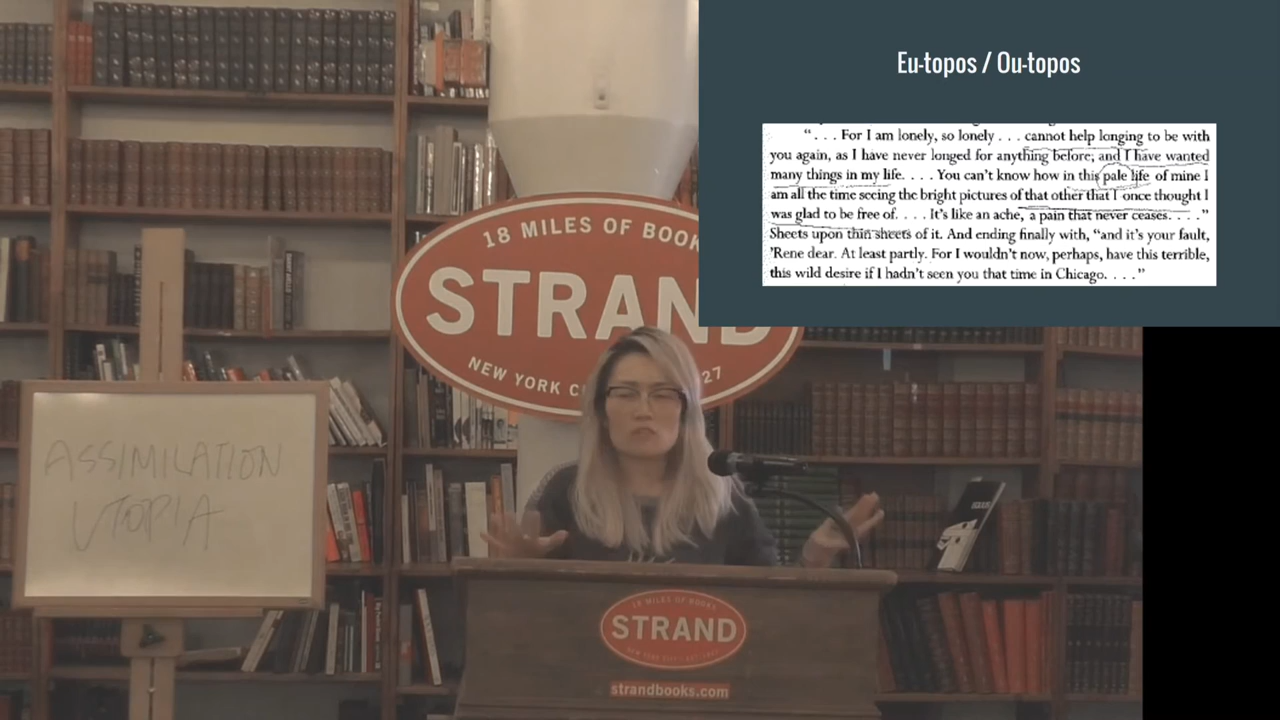 Eu-topos / Ou-topos
“. . . For I am lonely, so lonely . . . cannot help longing to be with
you again, as I have never longed for anything before; and I have wanted
many things in my life. . . . You can’t know how in this pale life of mine I
am all the time seeing the bright pictures of that other that I once thought I
was glad to be free of. . . . It’s like an ache, a pain that never ceases. . . .”
Sheets upon thin sheets of it. And ending finally with, “and it’s your fault,
’Rene dear. At least partly. For I wouldn’t now, perhaps, have this terrible,
this wild desire if I hadn’t seen you that time in Chicago. . . .”
18 MILES OF BOOK
STRAND
NEW YORK C
27
ASSIMILATION
UTOPIA
18 MILES OF BOOKS
STRAND
strandbooks.com